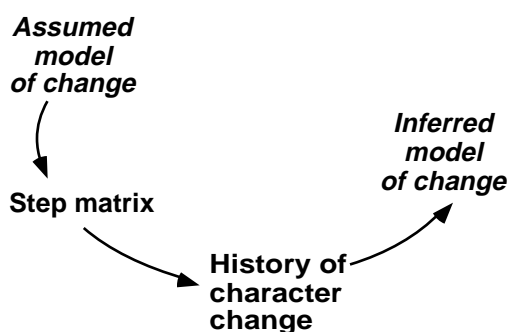 Assumed
model
of change
Inferred
model
of change
Step matrix
History of
character
change